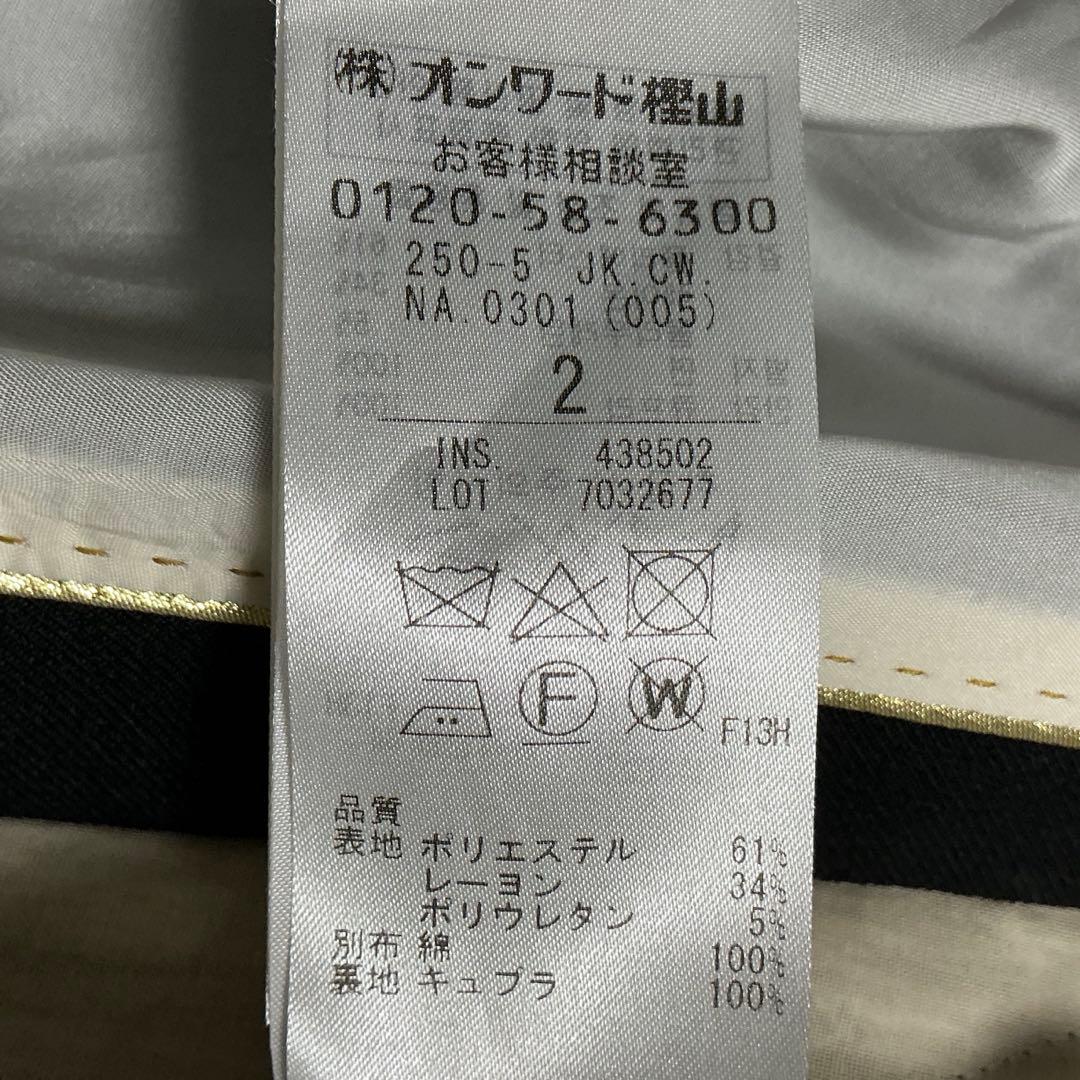 (株)オンワード樫山
お客様相談室
0120-58-6300
250-5 JK.CW.
NA.0301(005)
2
INS. 438502
LOT 7032677
F
W
F13H
品質
表地 ポリエステル 61%
レーヨン 34%
ポリウレタン 5%
別布 綿 100%
裏地 キュプラ 100%